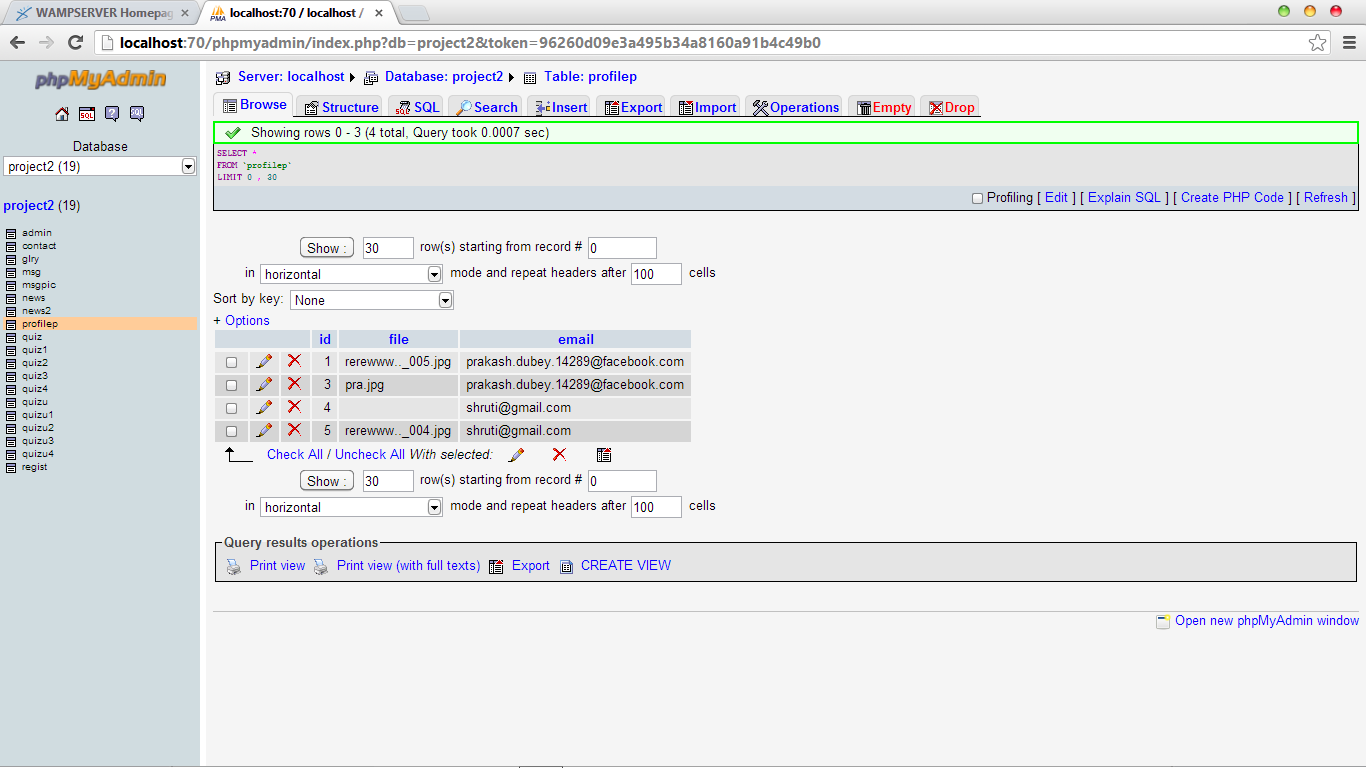 WAMPSERVER Homepag
localhost:70 / localhost /
localhost:70/phpmyadmin/index.php?db=project2&token=96260d09e3a495b34a8160a91b4c49b0
phpMyAdmin
SQL
Database
project2 (19)
project2 (19)
admin
contact
glry
msg
msgpic
news
news2
profilep
quiz
quiz1
quiz2
quiz3
quiz4
quizu
quizu1
quizu2
quizu3
quizu4
regist
Server: localhost Database: project2 Table: profilep
Browse Structure SQL Search Insert Export Import Operations Empty Drop
Showing rows 0 - 3 (4 total, Query took 0.0007 sec)
SELECT *
FROM `profilep`
LIMIT 0 , 30
Profiling [ Edit ] [ Explain SQL ] [ Create PHP Code ] [ Refresh ]
Show : 30 row(s) starting from record # 0
in horizontal mode and repeat headers after 100 cells
Sort by key: None
+ Options
id file email
1 rerewww.._005.jpg prakash.dubey.14289@facebook.com
3 pra.jpg prakash.dubey.14289@facebook.com
4 shruti@gmail.com
5 rerewww.._004.jpg shruti@gmail.com
Check All / Uncheck All With selected:
Show : 30 row(s) starting from record # 0
in horizontal mode and repeat headers after 100 cells
Query results operations
Print view Print view (with full texts) Export CREATE VIEW
Open new phpMyAdmin window